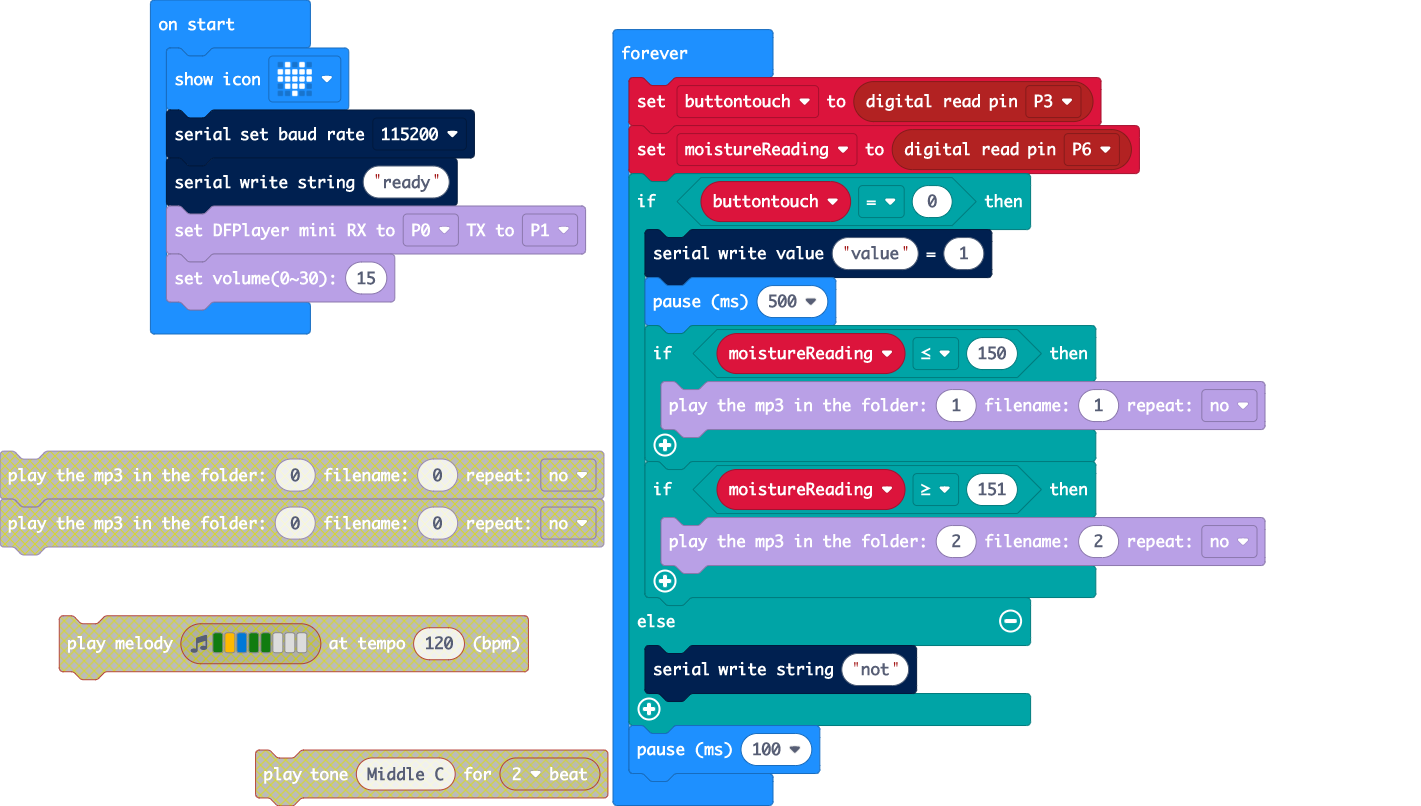 on start
show icon
serial set baud rate 115200
serial write string "ready"
set DFPlayer mini RX to P0 TX to P1
set volume(0~30): 15
play the mp3 in the folder: 0 filename: 0 repeat: no
play the mp3 in the folder: 0 filename: 0 repeat: no
play melody at tempo 120 (bpm)
play tone Middle C for 2 beat
forever
set buttontouch to digital read pin P3
set moistureReading to digital read pin P6
if buttontouch = 0 then
serial write value "value" = 1
pause (ms) 500
if moistureReading ≤ 150 then
play the mp3 in the folder: 1 filename: 1 repeat: no
if moistureReading ≥ 151 then
play the mp3 in the folder: 2 filename: 2 repeat: no
else
serial write string "not"
pause (ms) 100